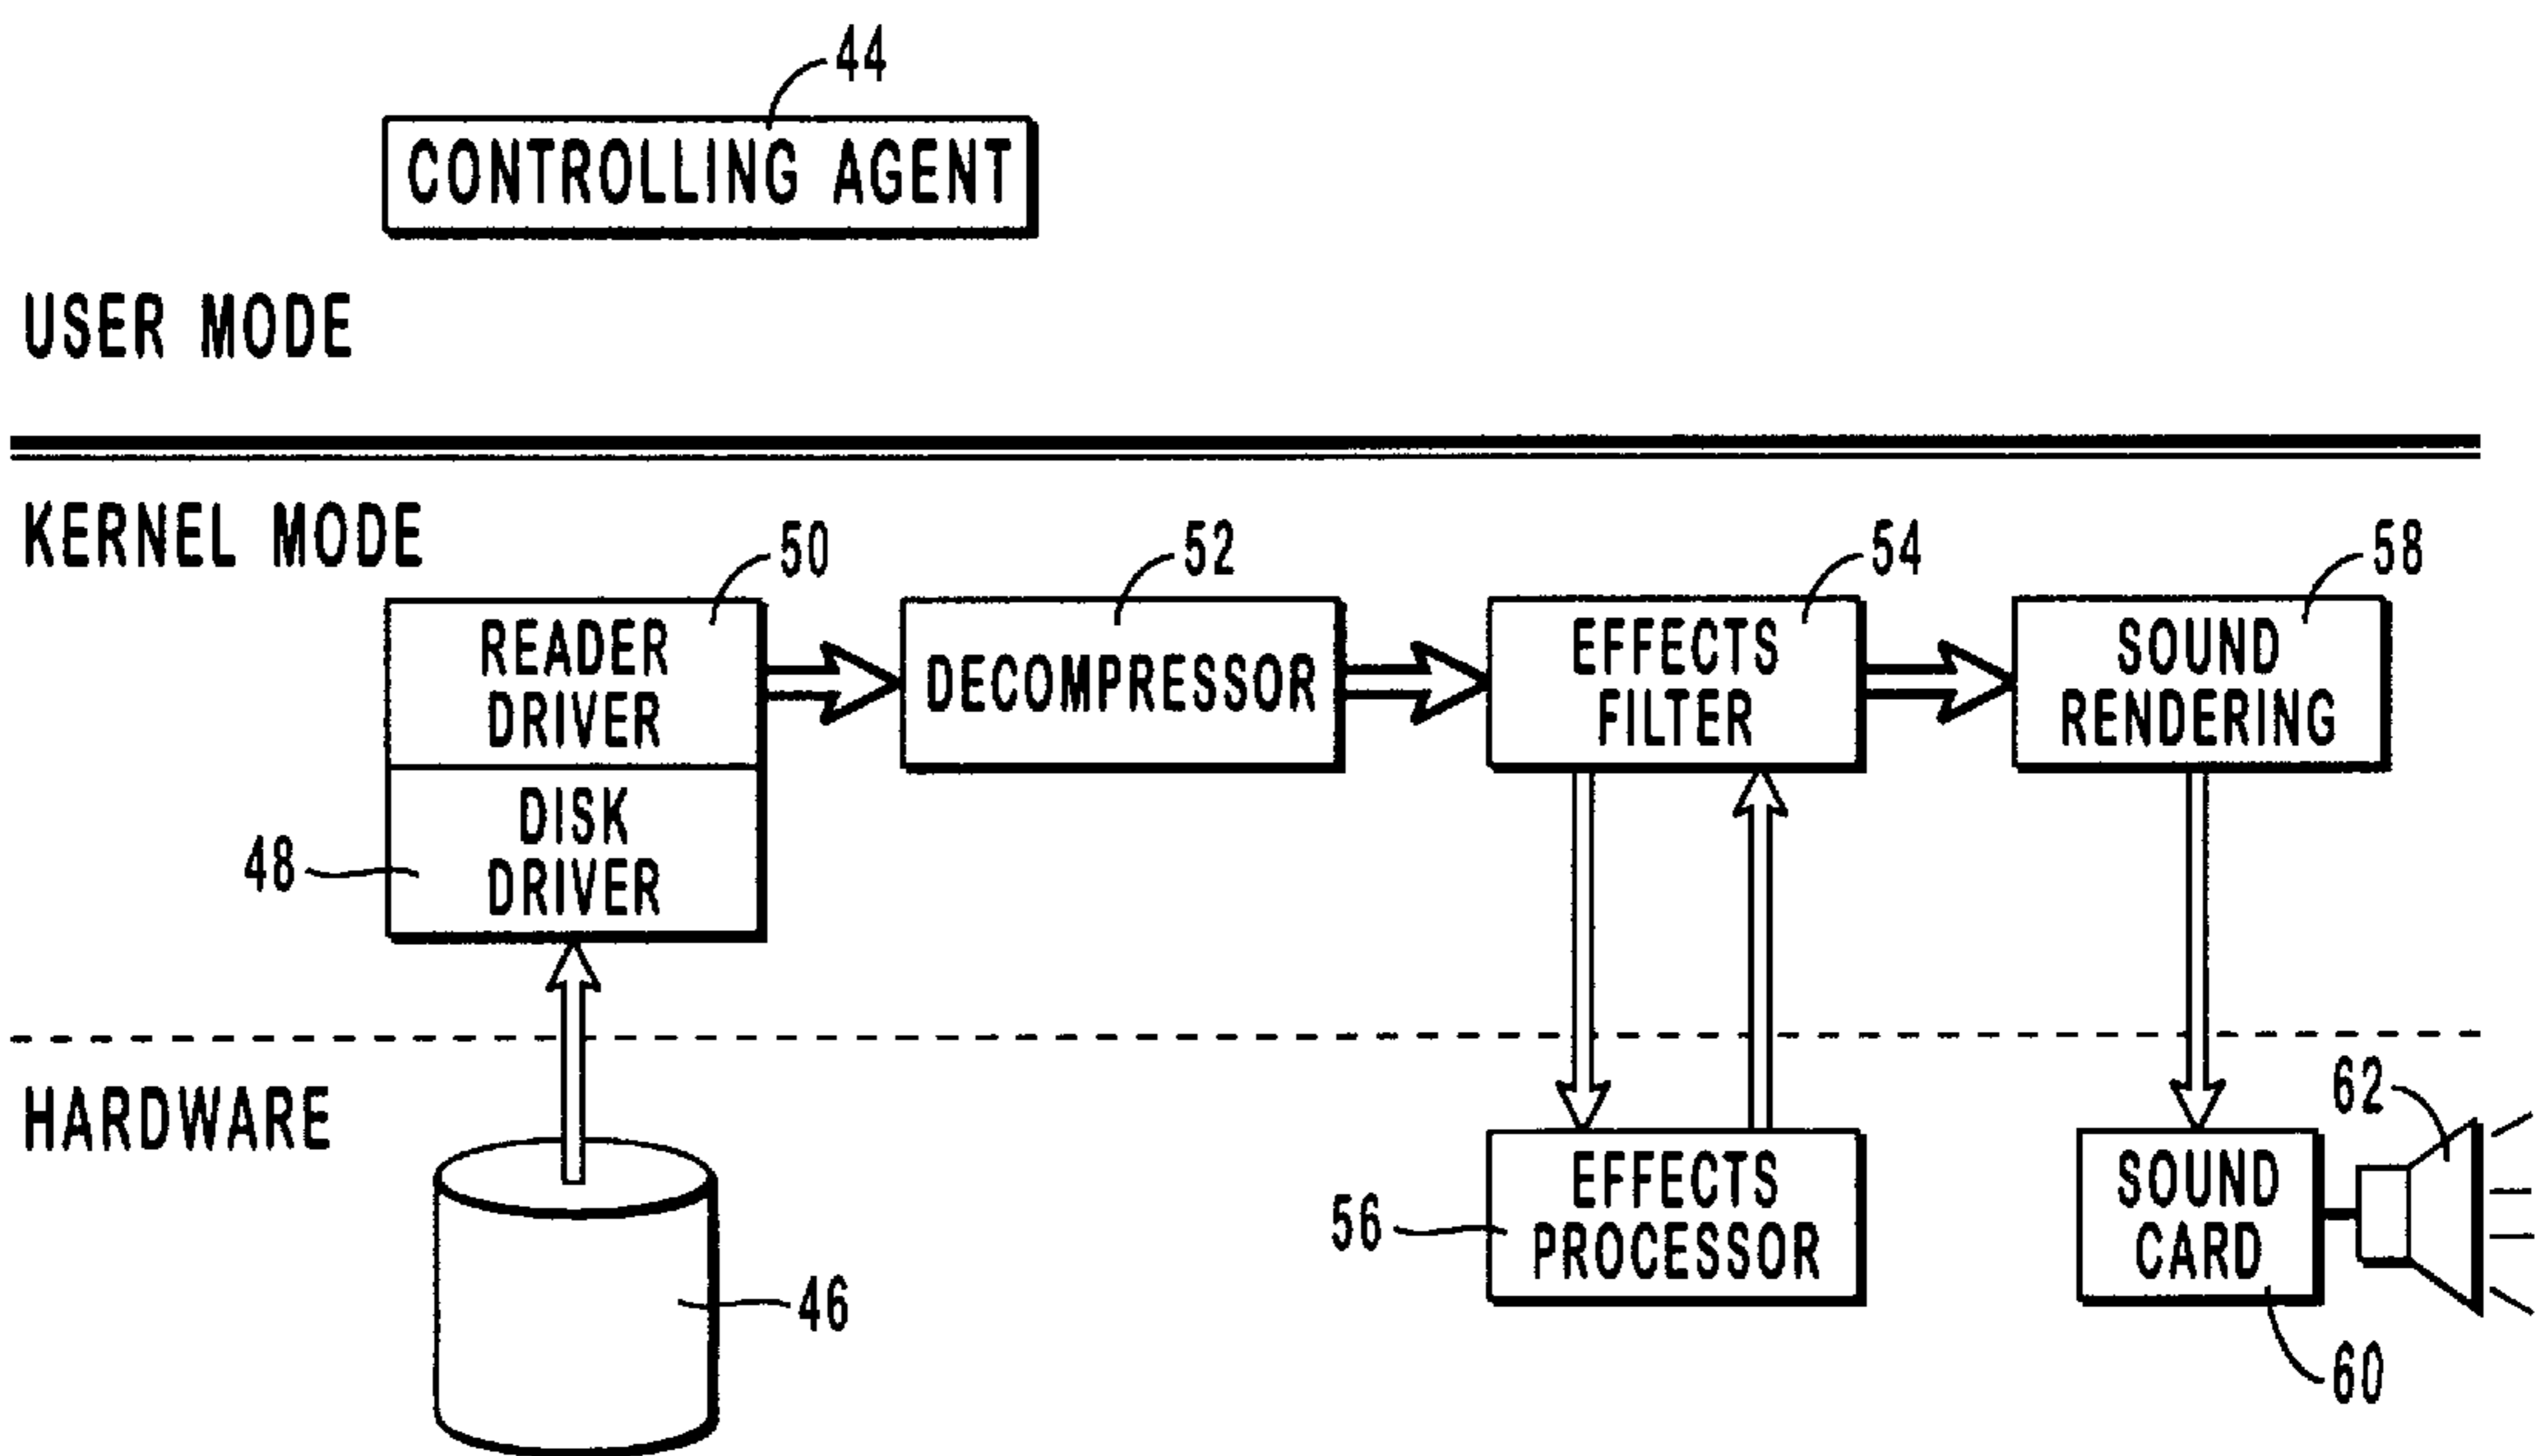 44
CONTROLLING AGENT
USER MODE
KERNEL MODE
50
52
54
58
READER
DRIVER
DECOMPRESSOR
EFFECTS
FILTER
SOUND
RENDERING
DISK
DRIVER
48
HARDWARE
62
EFFECTS
PROCESSOR
56
SOUND
CARD
46
60